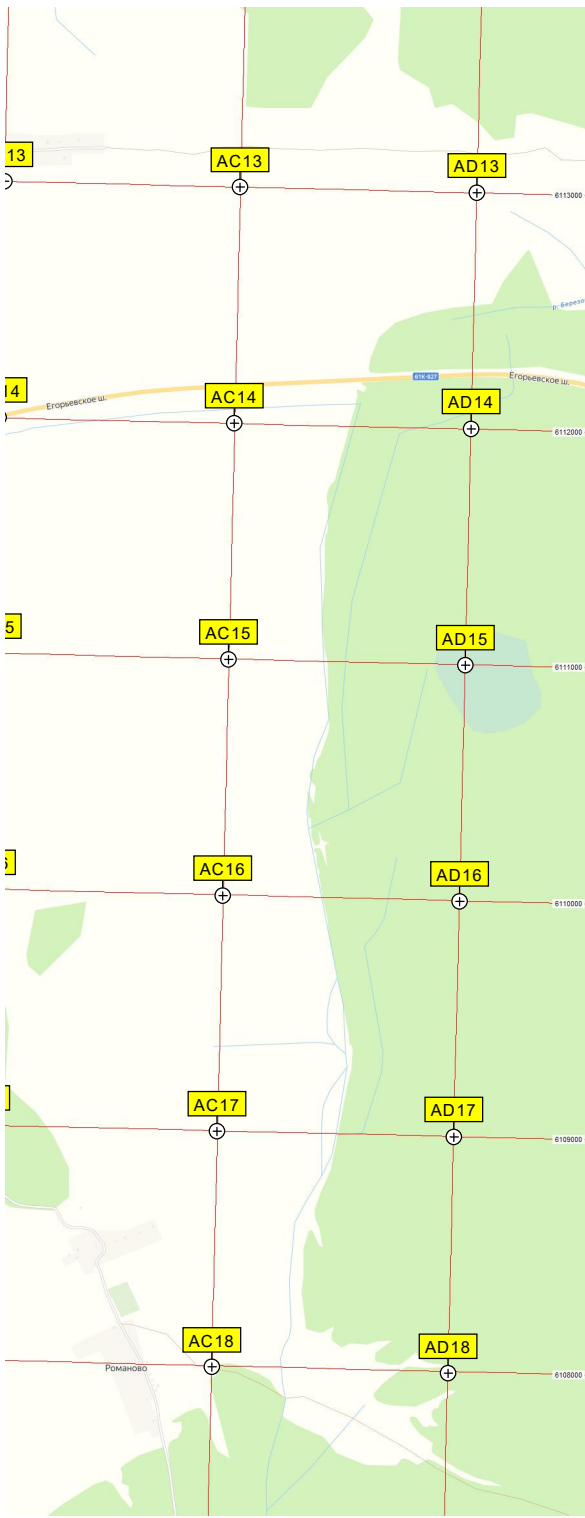 13
AC13
AD13
6113000
р. Березо
61К-827
Егорьевское ш.
14
Егорьевское ш.
AC14
AD14
6112000
5
AC15
AD15
6111000
AC16
AD16
6110000
AC17
AD17
6109000
AC18
AD18
Романово
6108000